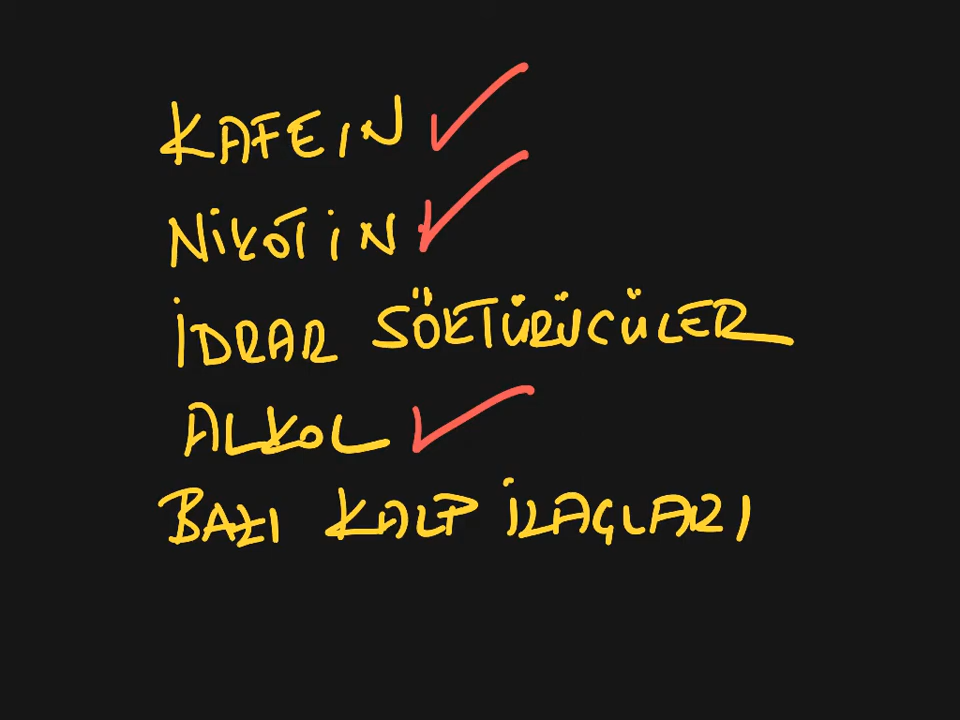 KAFEIN
NiKOTiN
İDRAR SÖKTÜRÜCÜLER
ALKOL
BAZI KALP İLAÇLARI